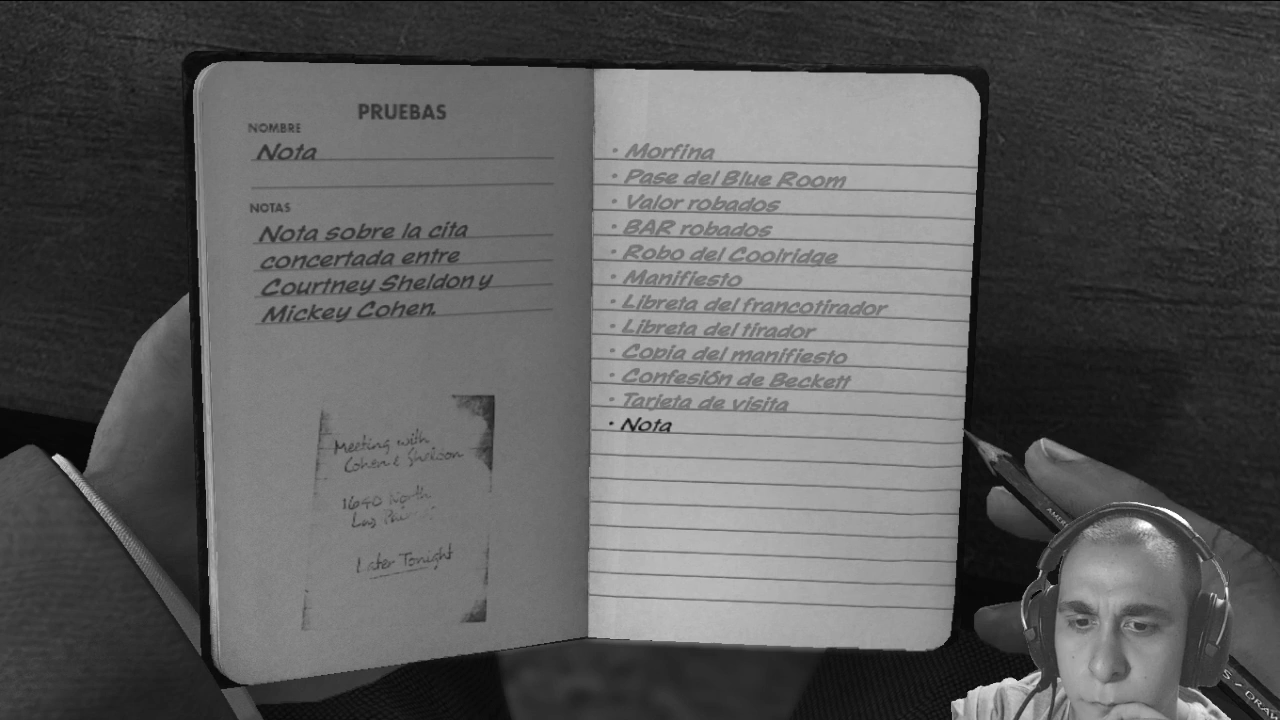 PRUEBAS
NOMBRE
Nota
NOTAS
Nota sobre la cita
concertada entre
Courtney Sheldon y
Mickey Cohen.
Meeting with
Cohen & Sheldon
1690 North
Las
Later Tonight
• Morfina
• Pase del Blue Room
• Valor robados
• BAR robados
• Robo del Coolridge
• Manifiesto
• Libreta del francotirador
• Libreta del tirador
• Copia del manifiesto
• Confesión de Beckett
• Tarjeta de visita
• Nota